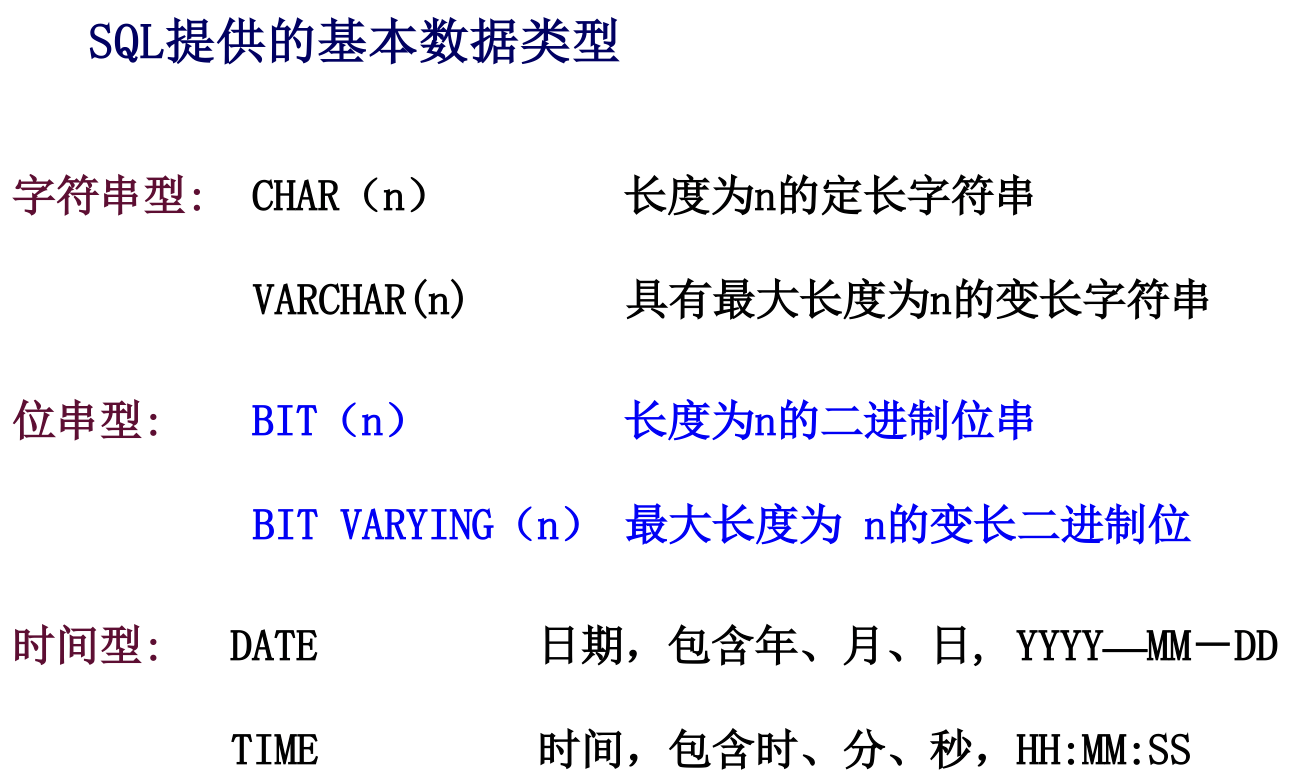 SQL提供的基本数据类型
字符串型: CHAR（n） 长度为n的定长字符串
VARCHAR(n) 具有最大长度为n的变长字符串
位串型: BIT（n） 长度为n的二进制位串
BIT VARYING（n） 最大长度为 n的变长二进制位
时间型: DATE 日期，包含年、月、日, YYYY—MM－DD
TIME 时间，包含时、分、秒，HH:MM:SS